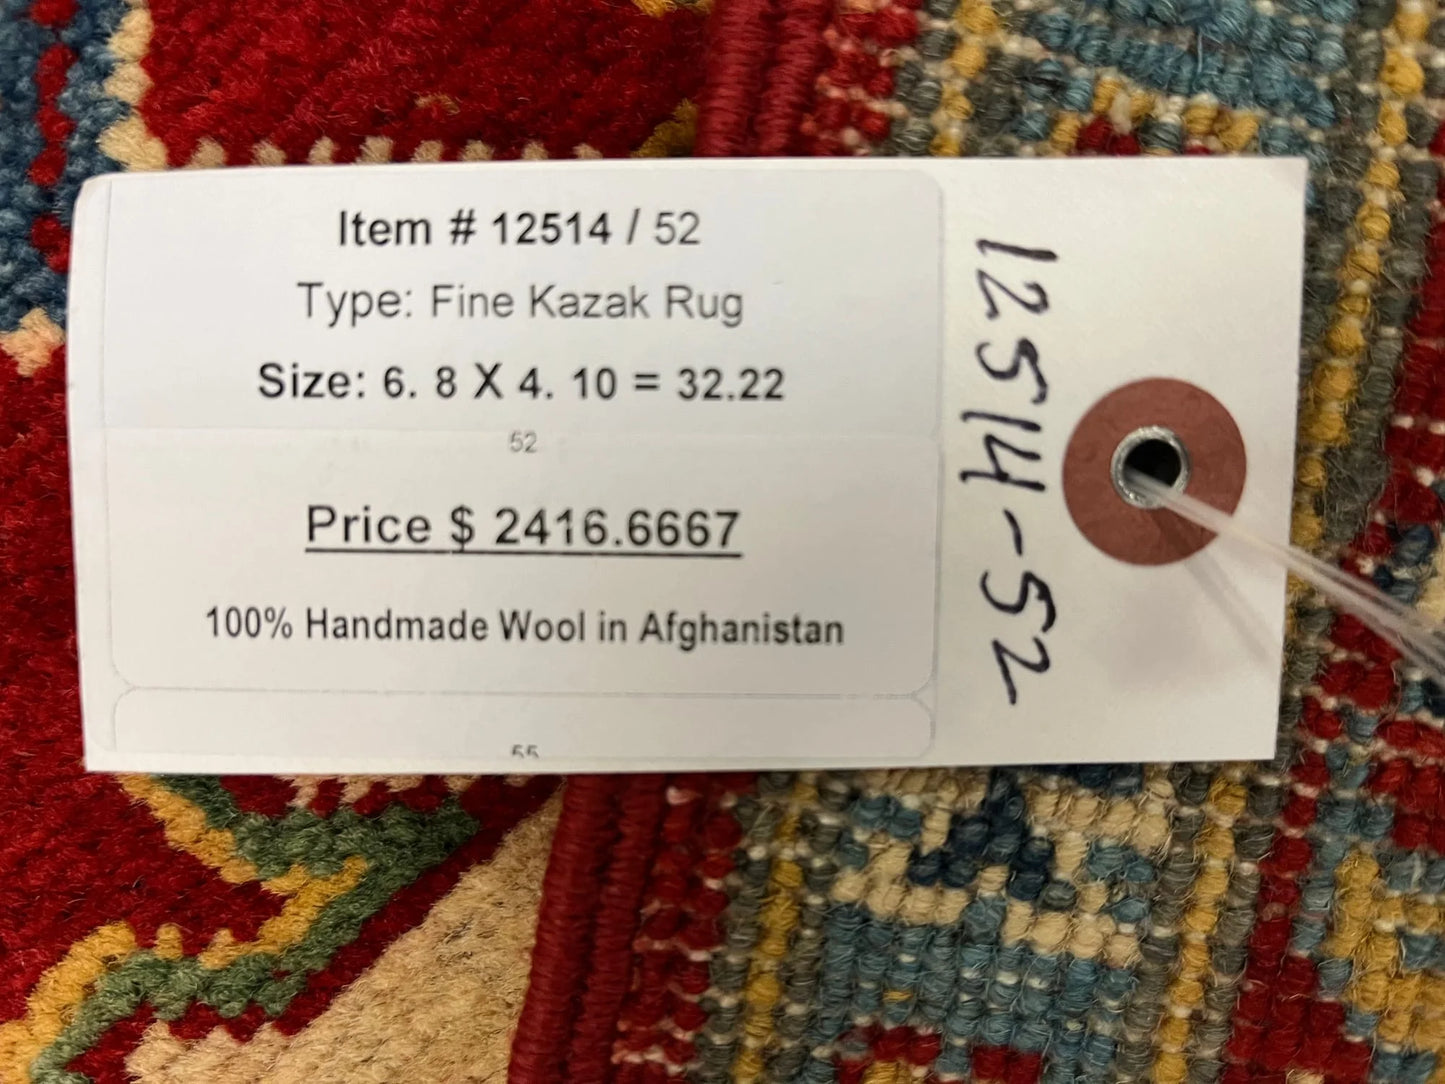 Item # 12514 / 52
Type: Fine Kazak Rug
Size: 6. 8 X 4. 10 = 32.22
52
Price $ 2416.6667
100% Handmade Wool in Afghanistan
12514-52